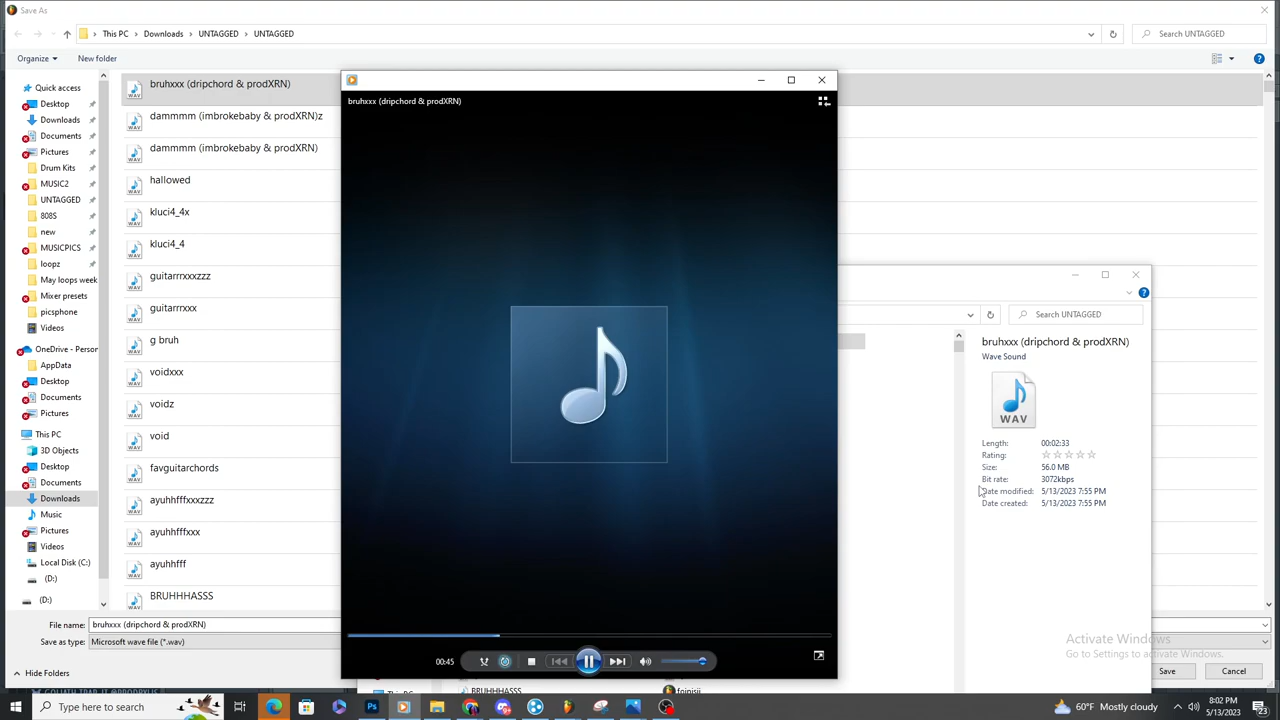 Save As
This PC > Downloads > UNTAGGED > UNTAGGED
Search UNTAGGED
Organize
New folder
Quick access
Desktop
Downloads
Documents
Pictures
Drum Kits
MUSIC2
UNTAGGED
808S
new
MUSICPICS
loopz
May loops week
Mixer presets
picsphone
Videos
OneDrive - Person
AppData
Desktop
Documents
Pictures
This PC
3D Objects
Desktop
Documents
Downloads
Music
Pictures
Videos
Local Disk (C:)
(D:)
(D:)
bruhxxx (dripchord & prodXRN)
dammmm (imbrokebaby & prodXRN)z
dammmm (imbrokebaby & prodXRN)
hallowed
kluci4_4x
kluci4_4
guitarrrxxxzzz
guitarrrxxx
g bruh
voidxxx
voidz
void
favguitarchords
ayuhhfffxxxzzz
ayuhhfffxxx
ayuhhfff
BRUHHHASSS
bruhxxx (dripchord & prodXRN)
00:45
Search UNTAGGED
bruhxxx (dripchord & prodXRN)
Wave Sound
WAV
Length: 00:02:33
Rating:
Size: 56.0 MB
Bit rate: 3072kbps
Date modified: 5/13/2023 7:55 PM
Date created: 5/13/2023 7:55 PM
File name: bruhxxx (dripchord & prodXRN)
Save as type: Microsoft wave file (*.wav)
Activate Windows
Go to Settings to activate Windows.
Hide Folders
Save
Cancel
BRUHHHASSS
Type here to search
60°F Mostly cloudy
8:02 PM
5/13/2023
23